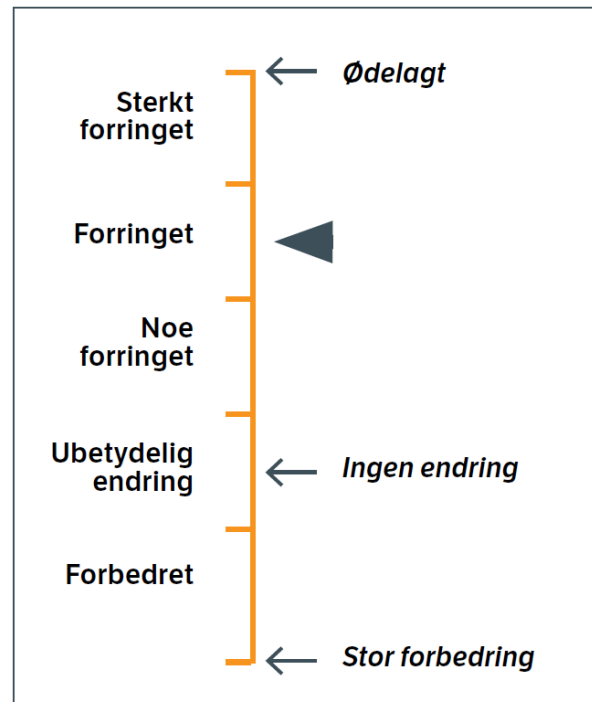 Ødelagt
Sterkt
forringet
Forringet
Noe
forringet
Ubetydelig
endring
Ingen endring
Forbedret
Stor forbedring